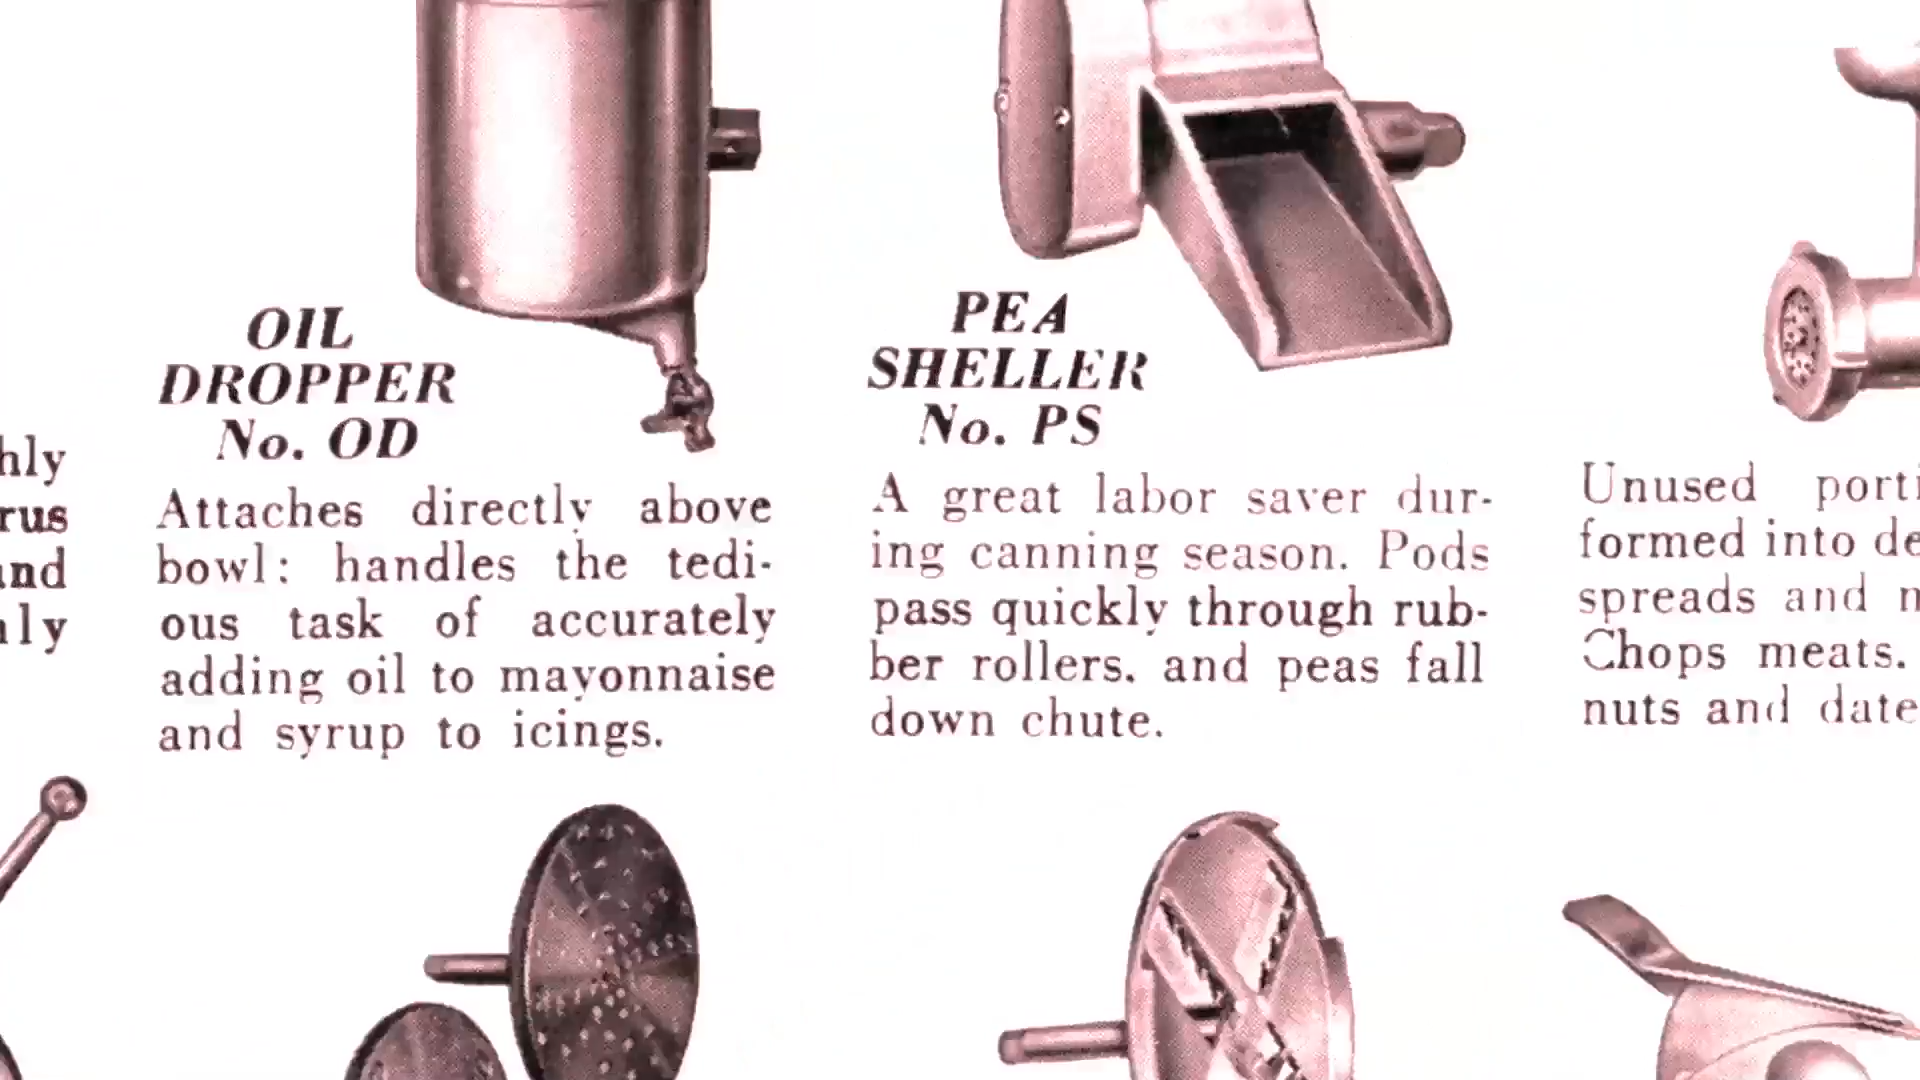 OIL
DROPPER
No. OD
Attaches directly above
bowl; handles the tedi-
ous task of accurately
adding oil to mayonnaise
and syrup to icings.
PEA
SHELLER
No. PS
A great labor saver dur-
ing canning season. Pods
pass quickly through rub-
ber rollers, and peas fall
down chute.
Unused
formed into
spreads and
Chops meats,
nuts and